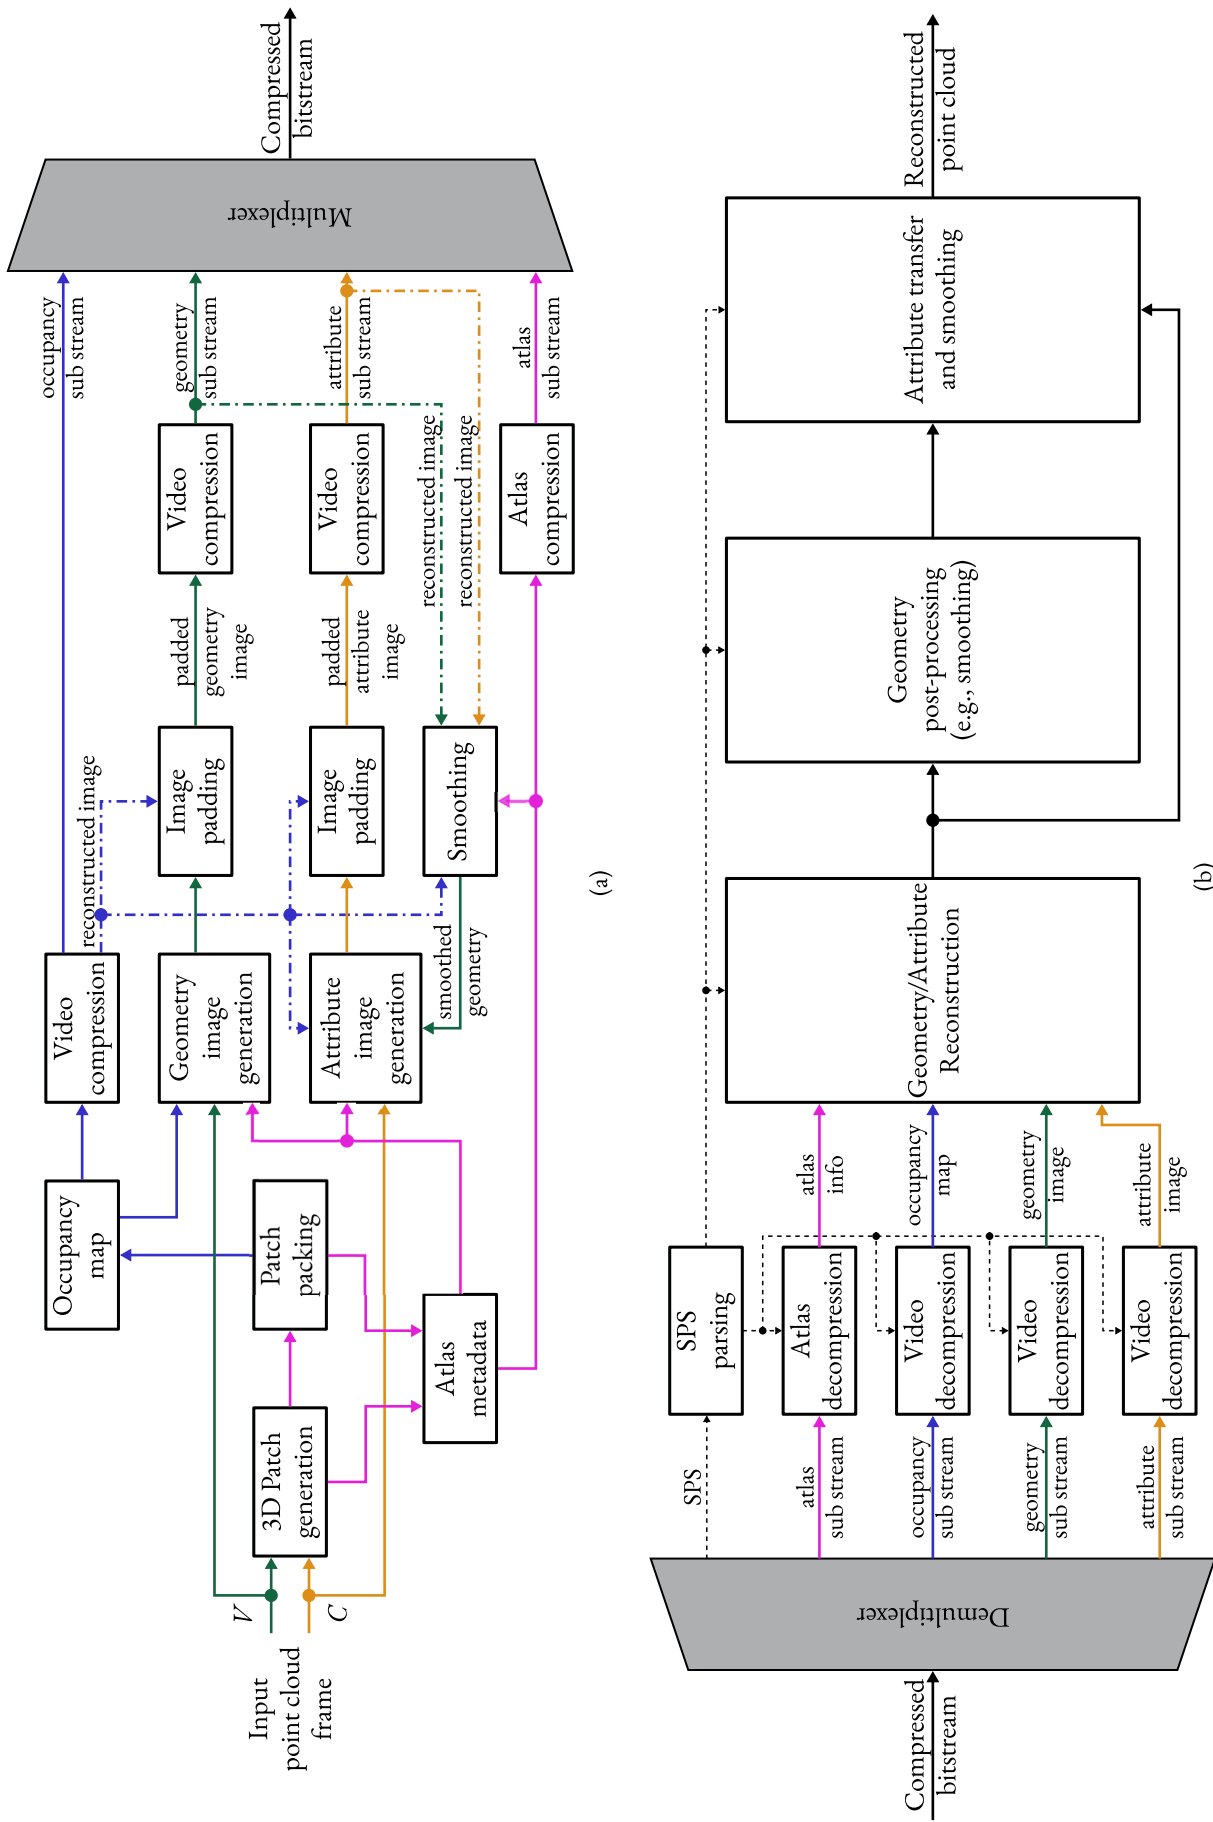 Input
point cloud
frame
V
C
3D Patch
generation
Patch
packing
Occupancy
map
Atlas
metadata
Video
compression
Geometry
image
generation
Attribute
image
generation
reconstructed image
smoothed
geometry
Image
padding
Image
padding
Smoothing
padded
geometry
image
padded
attribute
image
reconstructed image
reconstructed image
Video
compression
Video
compression
Atlas
compression
occupancy
sub stream
geometry
sub stream
attribute
sub stream
atlas
sub stream
Multiplexer
Compressed
bitstream
(a)
Compressed
bitstream
Demultiplexer
SPS
atlas
sub stream
occupancy
sub stream
geometry
sub stream
attribute
sub stream
SPS
parsing
Atlas
decompression
Video
decompression
Video
decompression
Video
decompression
atlas
info
occupancy
map
geometry
image
attribute
image
Geometry/Attribute
Reconstruction
Geometry
post-processing
(e.g., smoothing)
Attribute transfer
and smoothing
Reconstructed
point cloud
(b)